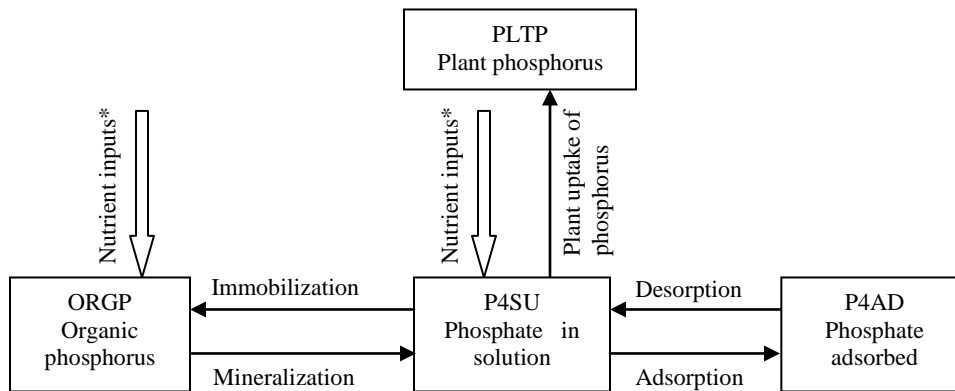 PLTP
Plant phosphorus
Nutrient inputs*
Nutrient inputs*
Plant uptake of
phosphorus
ORGP
Organic
phosphorus
Immobilization
Mineralization
P4SU
Phosphate in
solution
Desorption
Adsorption
P4AD
Phosphate
adsorbed